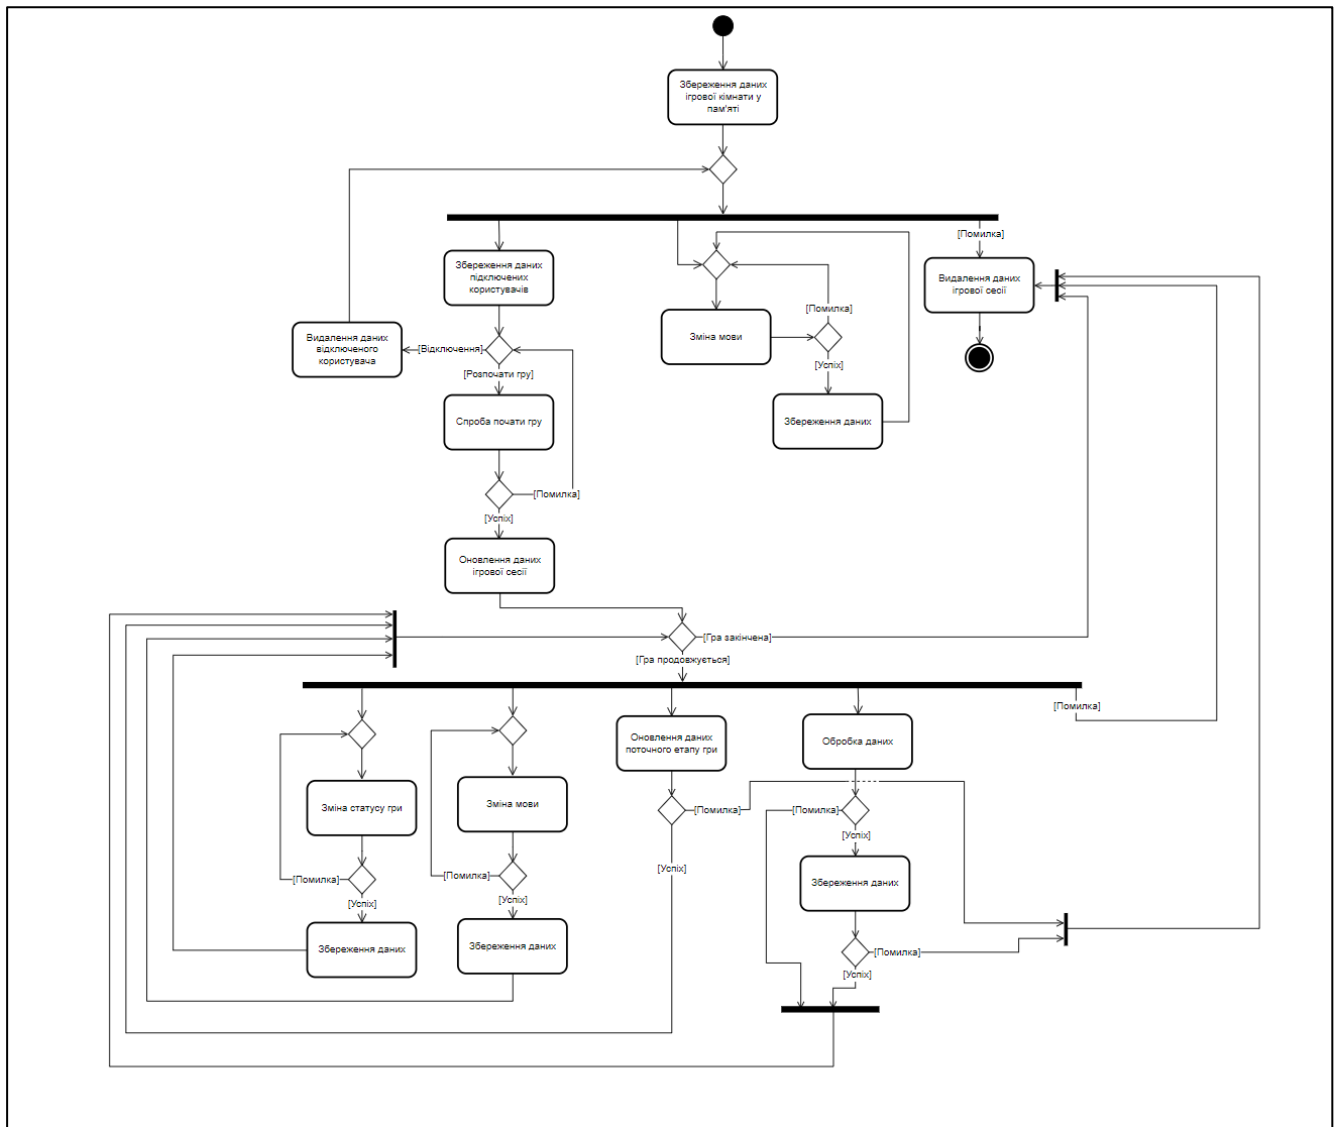 Збереження даних
ігрової кімнати у
пам'яті
[Помилка]
Збереження даних
підключених
користувачів
Видалення даних
ігрової сесії
[Помилка]
Видалення даних
відключеного
користувача
[Відключення]
Зміна мови
[Розпочати гру]
[Успіх]
Спроба почати гру
Збереження даних
[Помилка]
[Успіх]
Оновлення даних
ігрової сесії
[Гра закінчена]
[Гра продовжується]
[Помилка]
Оновлення даних
поточного етапу гри
Обробка даних
Зміна статусу гри
Зміна мови
[Помилка]
[Помилка]
[Успіх]
[Успіх]
[Помилка]
[Помилка]
Збереження даних
[Успіх]
[Успіх]
Збереження даних
Збереження даних
[Помилка]
[Успіх]